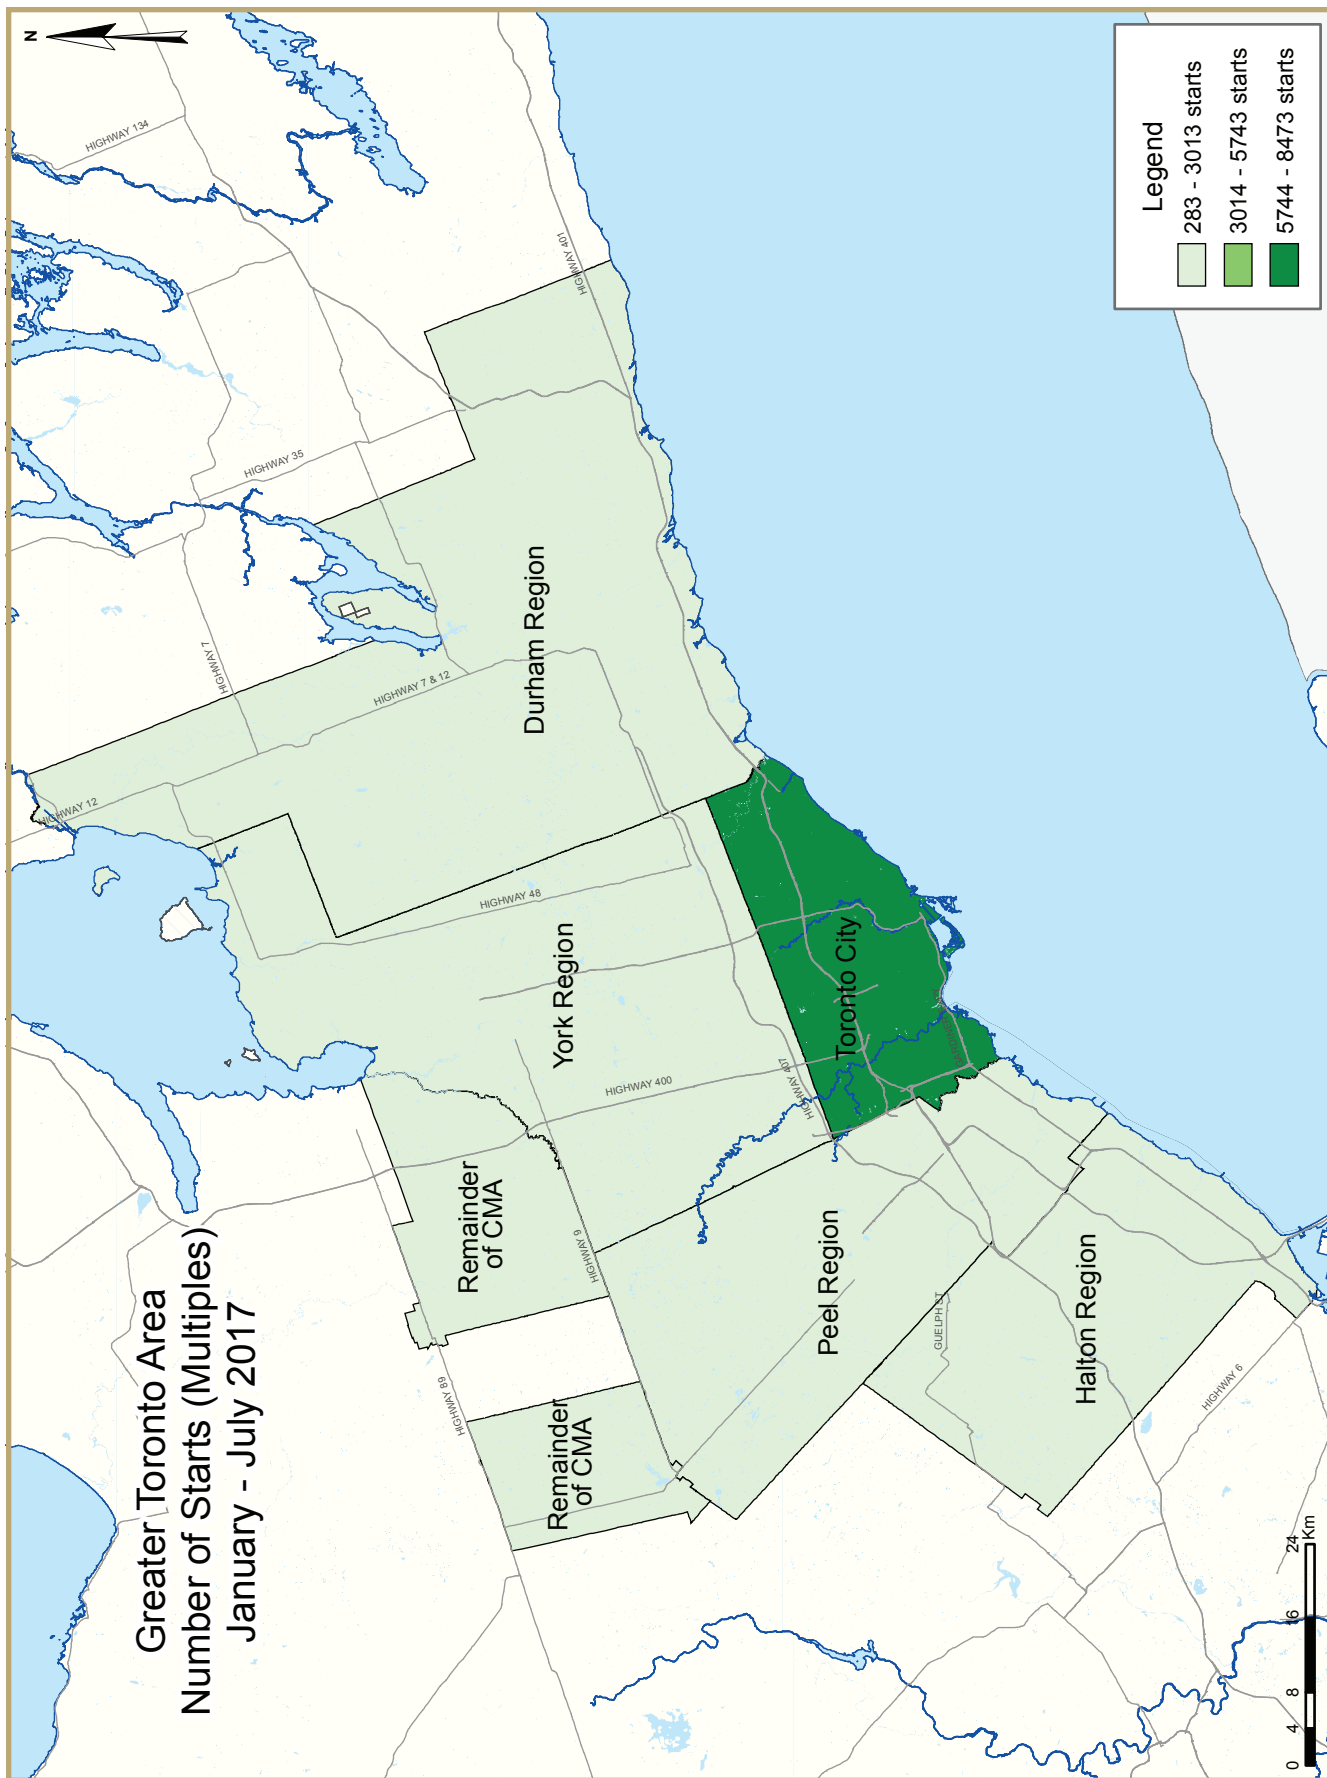 Greater Toronto Area
Number of Starts (Multiples)
January - July 2017
N
HIGHWAY 134
HIGHWAY 401
HIGHWAY 35
HIGHWAY 7
HIGHWAY 7 & 12
HIGHWAY 12
Durham Region
HIGHWAY 48
York Region
HIGHWAY 400
HIGHWAY 407
Toronto City
Remainder
of CMA
HIGHWAY 9
HIGHWAY 89
Remainder
of CMA
Peel Region
GUELPH ST
Halton Region
HIGHWAY 6
Legend
283 - 3013 starts
3014 - 5743 starts
5744 - 8473 starts
0 4 8 16 24
Km